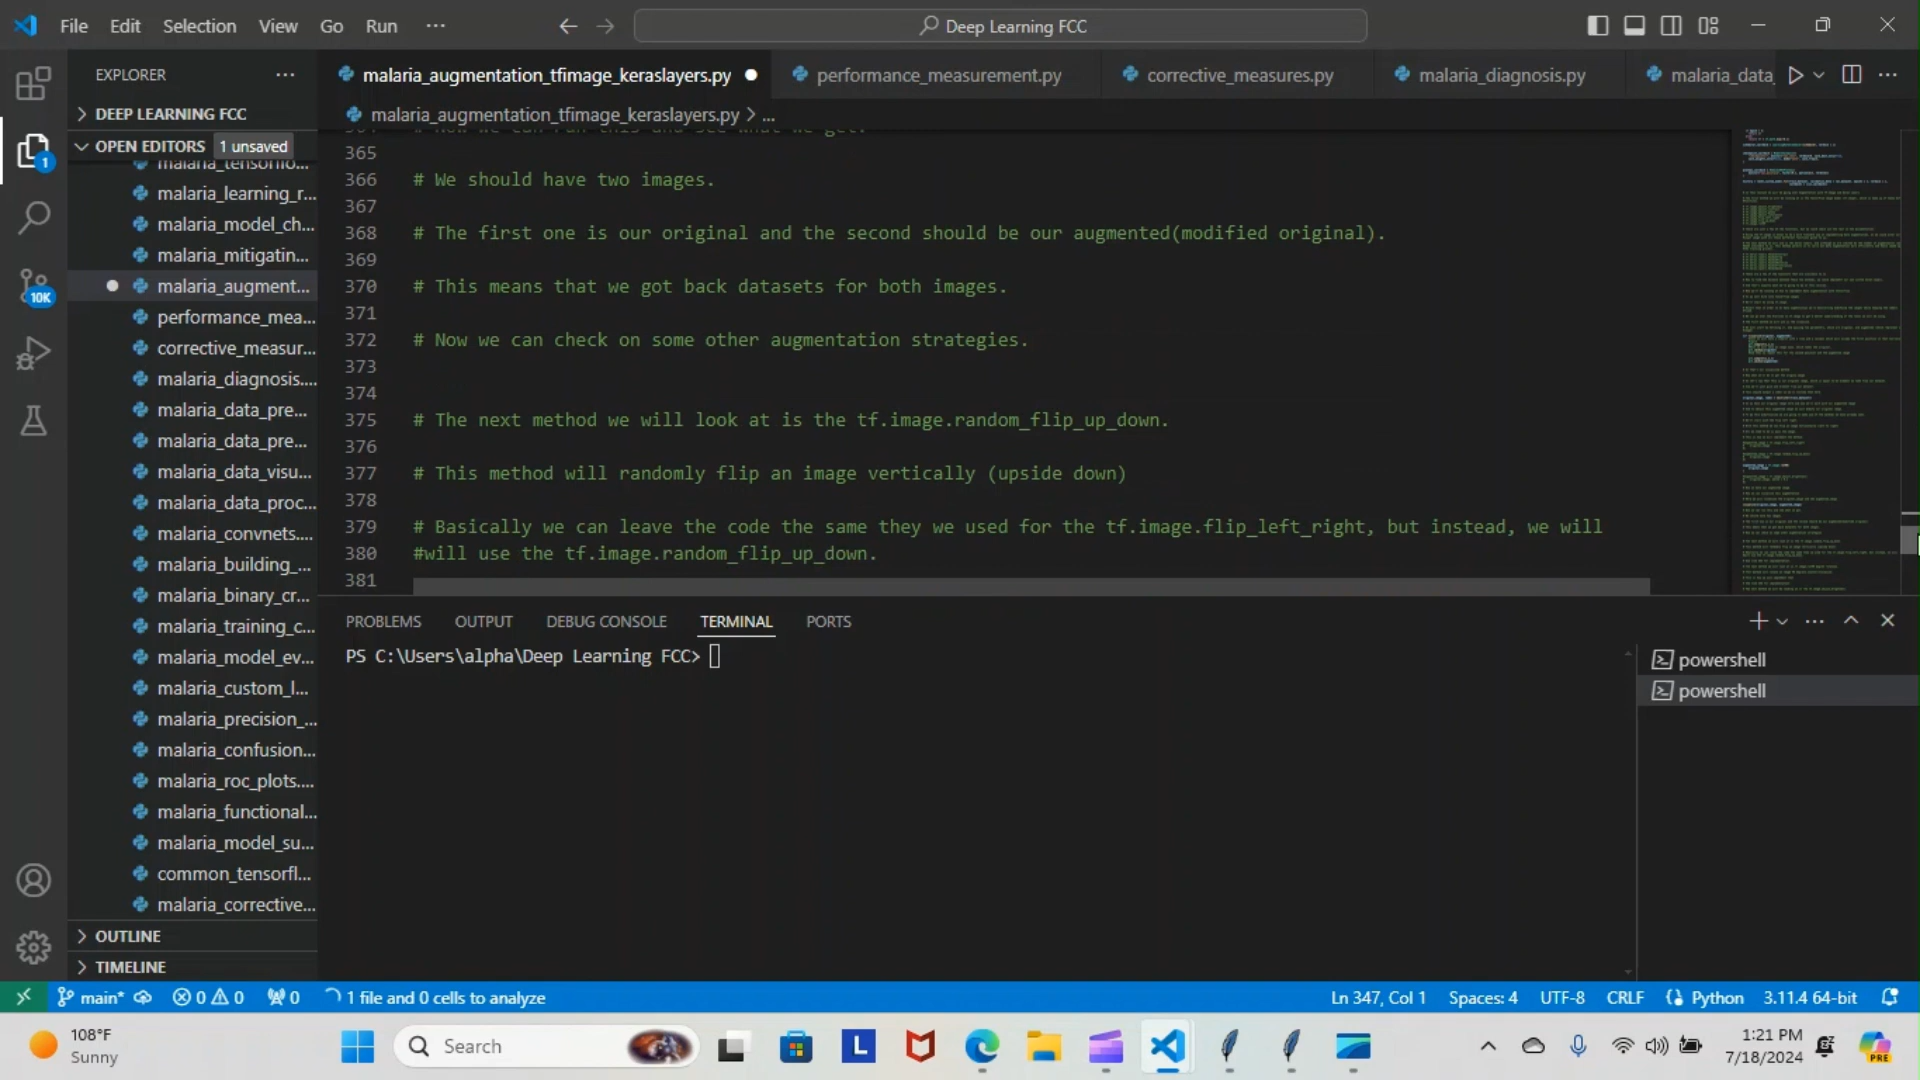 File Edit Selection View Go Run ···
Deep Learning FCC
EXPLORER
malaria_augmentation_tfimage_keraslayers.py
performance_measurement.py
corrective_measures.py
malaria_diagnosis.py
malaria_data_
DEEP LEARNING FCC
malaria_augmentation_tfimage_keraslayers.py > ...
OPEN EDITORS 1 unsaved
malaria_learning_r...
malaria_model_ch...
malaria_mitigatin...
malaria_augment...
performance_mea...
corrective_measur...
malaria_diagnosis....
malaria_data_pre...
malaria_data_pre...
malaria_data_visu...
malaria_data_proc...
malaria_convnets....
malaria_building_...
malaria_binary_cr...
malaria_training_c...
malaria_model_ev...
malaria_custom_l...
malaria_precision_...
malaria_confusion...
malaria_roc_plots....
malaria_functional...
malaria_model_su...
common_tensorfl...
malaria_corrective...
OUTLINE
TIMELINE
1
10K
365
366 # We should have two images.
367
368 # The first one is our original and the second should be our augmented(modified original).
369
370 # This means that we got back datasets for both images.
371
372 # Now we can check on some other augmentation strategies.
373
374
375 # The next method we will look at is the tf.image.random_flip_up_down.
376
377 # This method will randomly flip an image vertically (upside down)
378
379 # Basically we can leave the code the same they we used for the tf.image.flip_left_right, but instead, we will
380 #will use the tf.image.random_flip_up_down.
381
PROBLEMS OUTPUT DEBUG CONSOLE TERMINAL PORTS
PS C:\Users\alpha\Deep Learning FCC>
powershell
powershell
main* 0 0 0 1 file and 0 cells to analyze
Ln 347, Col 1 Spaces: 4 UTF-8 CRLF Python 3.11.4 64-bit
108°F
Sunny
Search
L
PRE
1:21 PM
7/18/2024